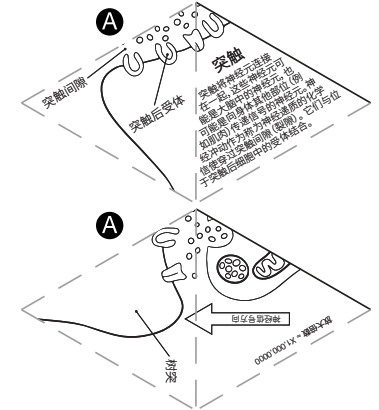 A
突触间隙
突触后受体
突触
突触将神经元连接
在一起。这些神经元可
能是大脑中的神经元，也
可能是向身体其他部位（例
如肌肉）传递信号的神经元。神
经冲动作为称为神经递质的化学
信使穿过突触间隙（裂隙）。它们与位
于突触后细胞中的受体结合。
A
神经信号方向
树突
放大倍数 ≈ X1,000,0000